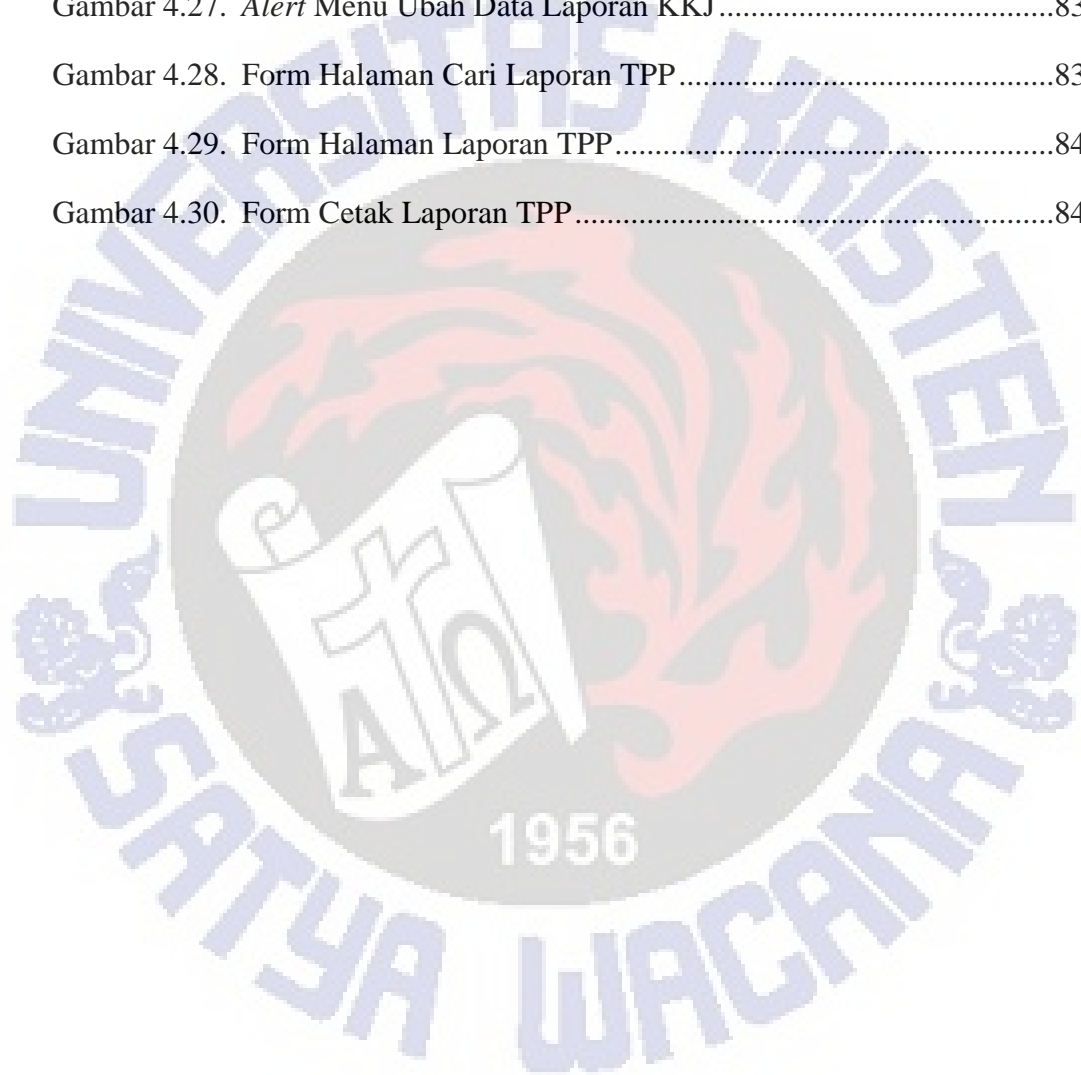 Gambar 4.27. Alert Menu Ubah Data Laporan KKJ....................................83
Gambar 4.28. Form Halaman Cari Laporan TPP........................................83
Gambar 4.29. Form Halaman Laporan TPP...............................................84
Gambar 4.30. Form Cetak Laporan TPP...................................................84
UNIVERSITAS KRISTEN
ΑΩ
1956
SATYA WACANA